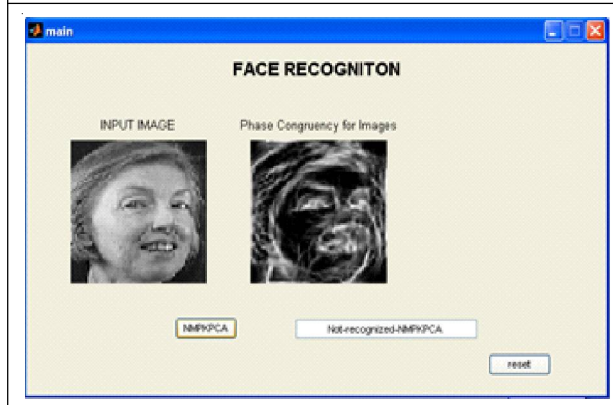 main
FACE RECOGNITON
INPUT IMAGE
Phase Congruency for Images
NMPKPCA
Not-recognized-NMPKPCA
reset